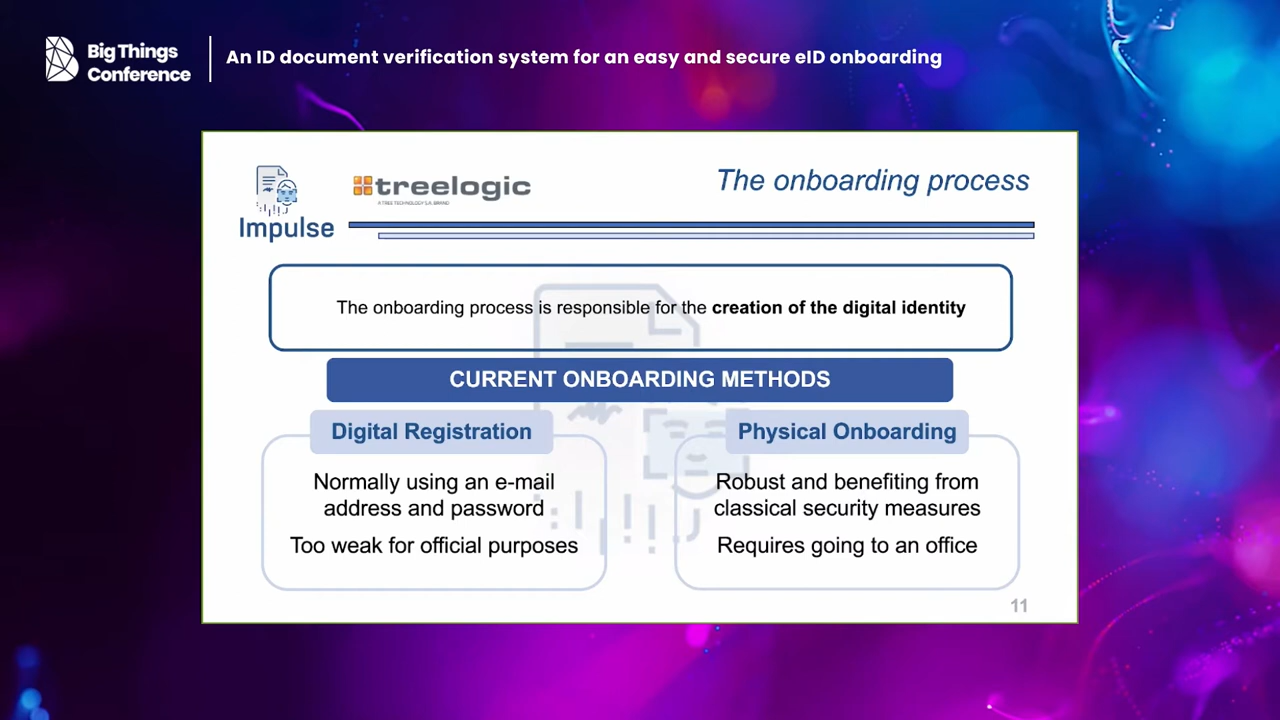 Big Things
Conference
An ID document verification system for an easy and secure eID onboarding
Impulse
treelogic
A TREE TECHNOLOGY S.A. BRAND
The onboarding process
The onboarding process is responsible for the creation of the digital identity
CURRENT ONBOARDING METHODS
Digital Registration
Normally using an e-mail
address and password
Too weak for official purposes
Physical Onboarding
Robust and benefiting from
classical security measures
Requires going to an office
11